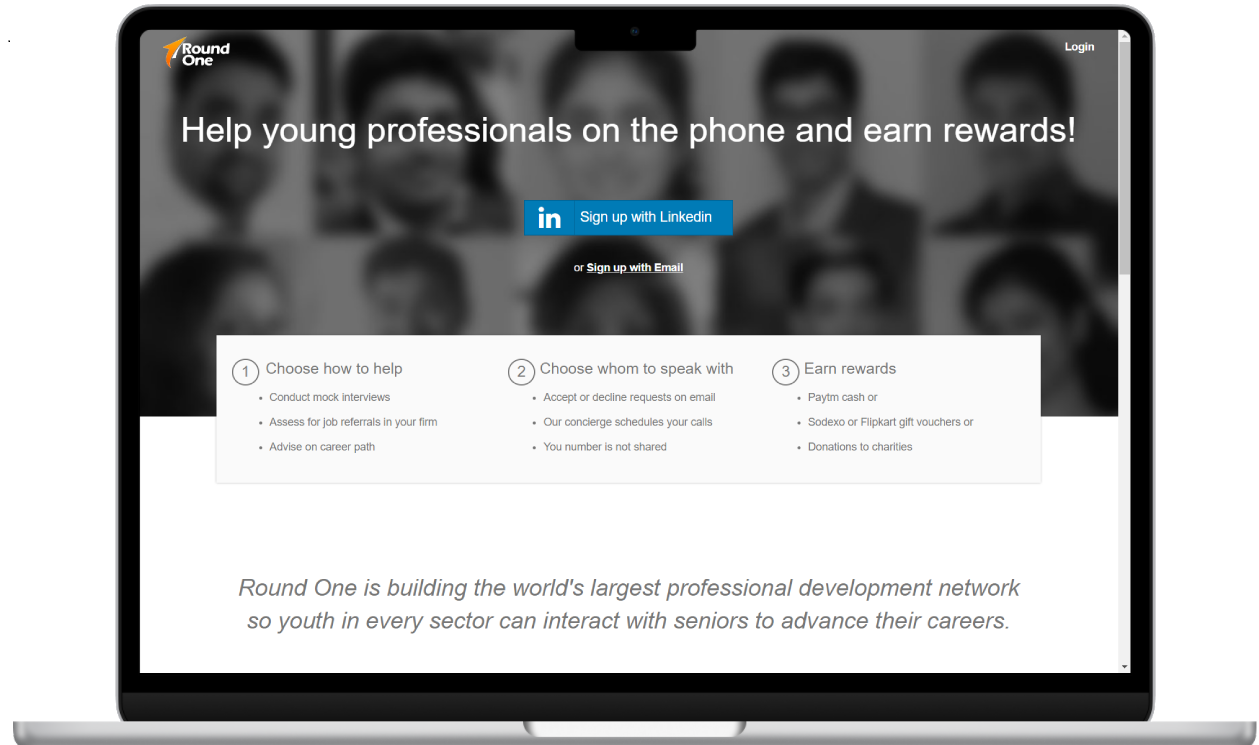 Round
One
Login
Help young professionals on the phone and earn rewards!
in Sign up with Linkedin
or Sign up with Email
1 Choose how to help
• Conduct mock interviews
• Assess for job referrals in your firm
• Advise on career path
2 Choose whom to speak with
• Accept or decline requests on email
• Our concierge schedules your calls
• You number is not shared
3 Earn rewards
• Paytm cash or
• Sodexo or Flipkart gift vouchers or
• Donations to charities
Round One is building the world's largest professional development network
so youth in every sector can interact with seniors to advance their careers.